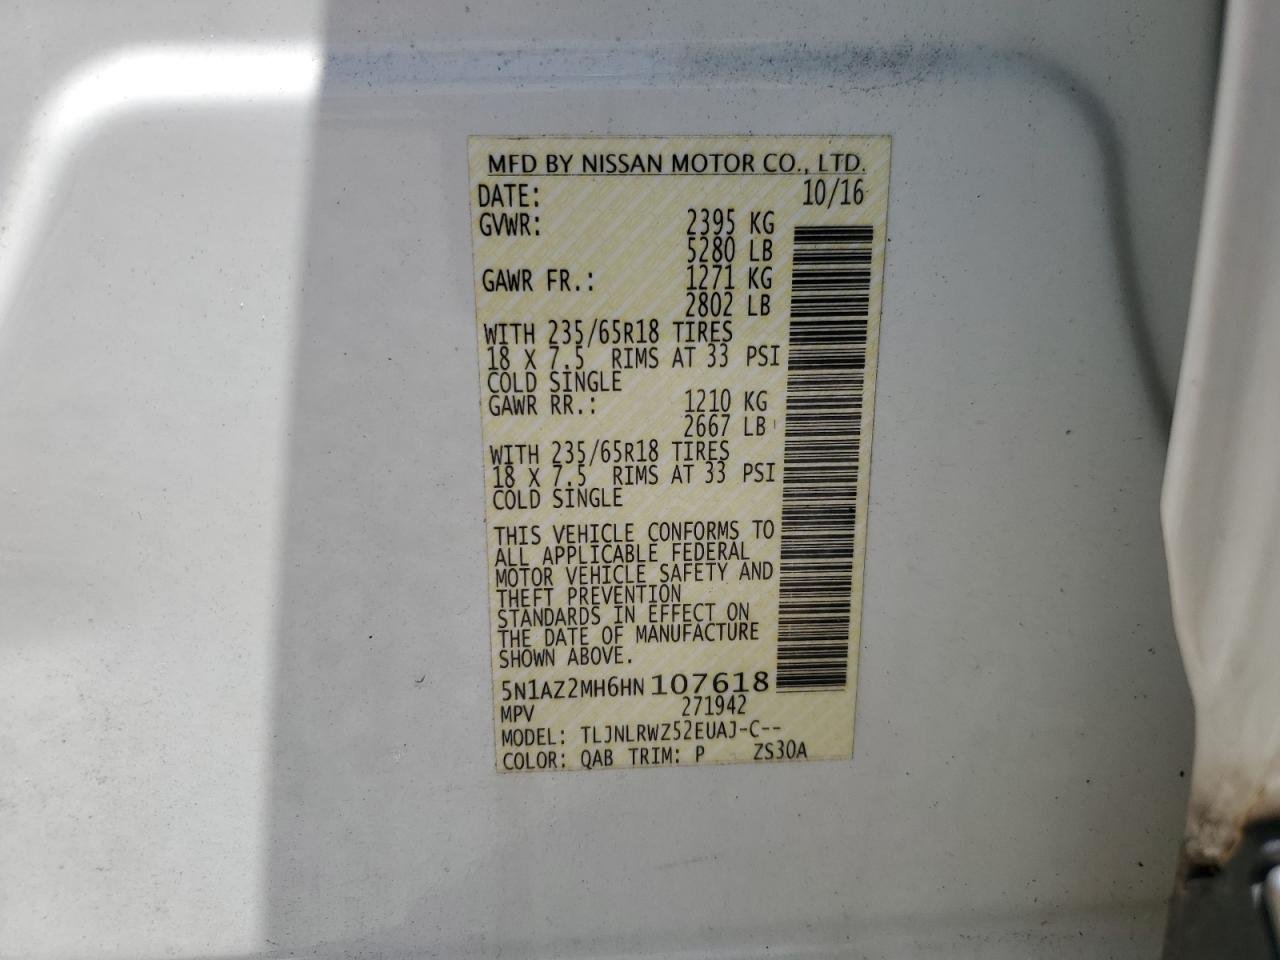 MFD BY NISSAN MOTOR CO., LTD.
DATE: 10/16
GVWR: 2395 KG
5280 LB
GAWR FR.: 1271 KG
2802 LB
WITH 235/65R18 TIRES
18 X 7.5 RIMS AT 33 PSI
COLD SINGLE
GAWR RR.: 1210 KG
2667 LB
WITH 235/65R18 TIRES
18 X 7.5 RIMS AT 33 PSI
COLD SINGLE
THIS VEHICLE CONFORMS TO
ALL APPLICABLE FEDERAL
MOTOR VEHICLE SAFETY AND
THEFT PREVENTION
STANDARDS IN EFFECT ON
THE DATE OF MANUFACTURE
SHOWN ABOVE.
5N1AZ2MH6HN107618
MPV 271942
MODEL: TLJNLRWZ52EUAJ-C--
COLOR: QAB TRIM: P ZS30A